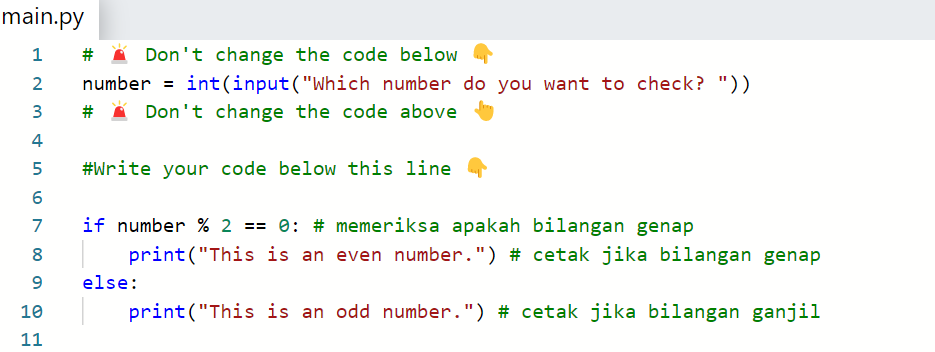 main.py
1 # 🚨 Don't change the code below 👇
2 number = int(input("Which number do you want to check? "))
3 # 🚨 Don't change the code above 👆
4
5 #Write your code below this line 👇
6
7 if number % 2 == 0: # memeriksa apakah bilangan genap
8     print("This is an even number.") # cetak jika bilangan genap
9 else:
10     print("This is an odd number.") # cetak jika bilangan ganjil
11